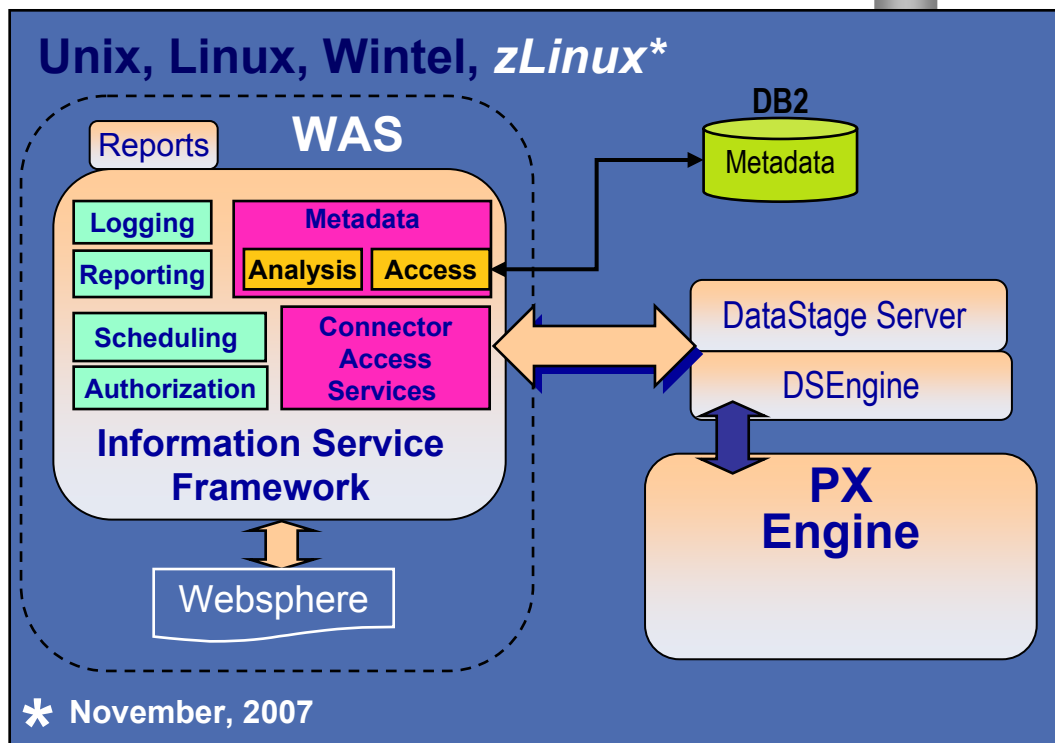 Unix, Linux, Wintel, zLinux*
WAS
Reports
Logging
Reporting
Metadata
Analysis
Access
Scheduling
Authorization
Connector
Access
Services
Information Service
Framework
Websphere
DB2
Metadata
DataStage Server
DSEngine
PX
Engine
* November, 2007